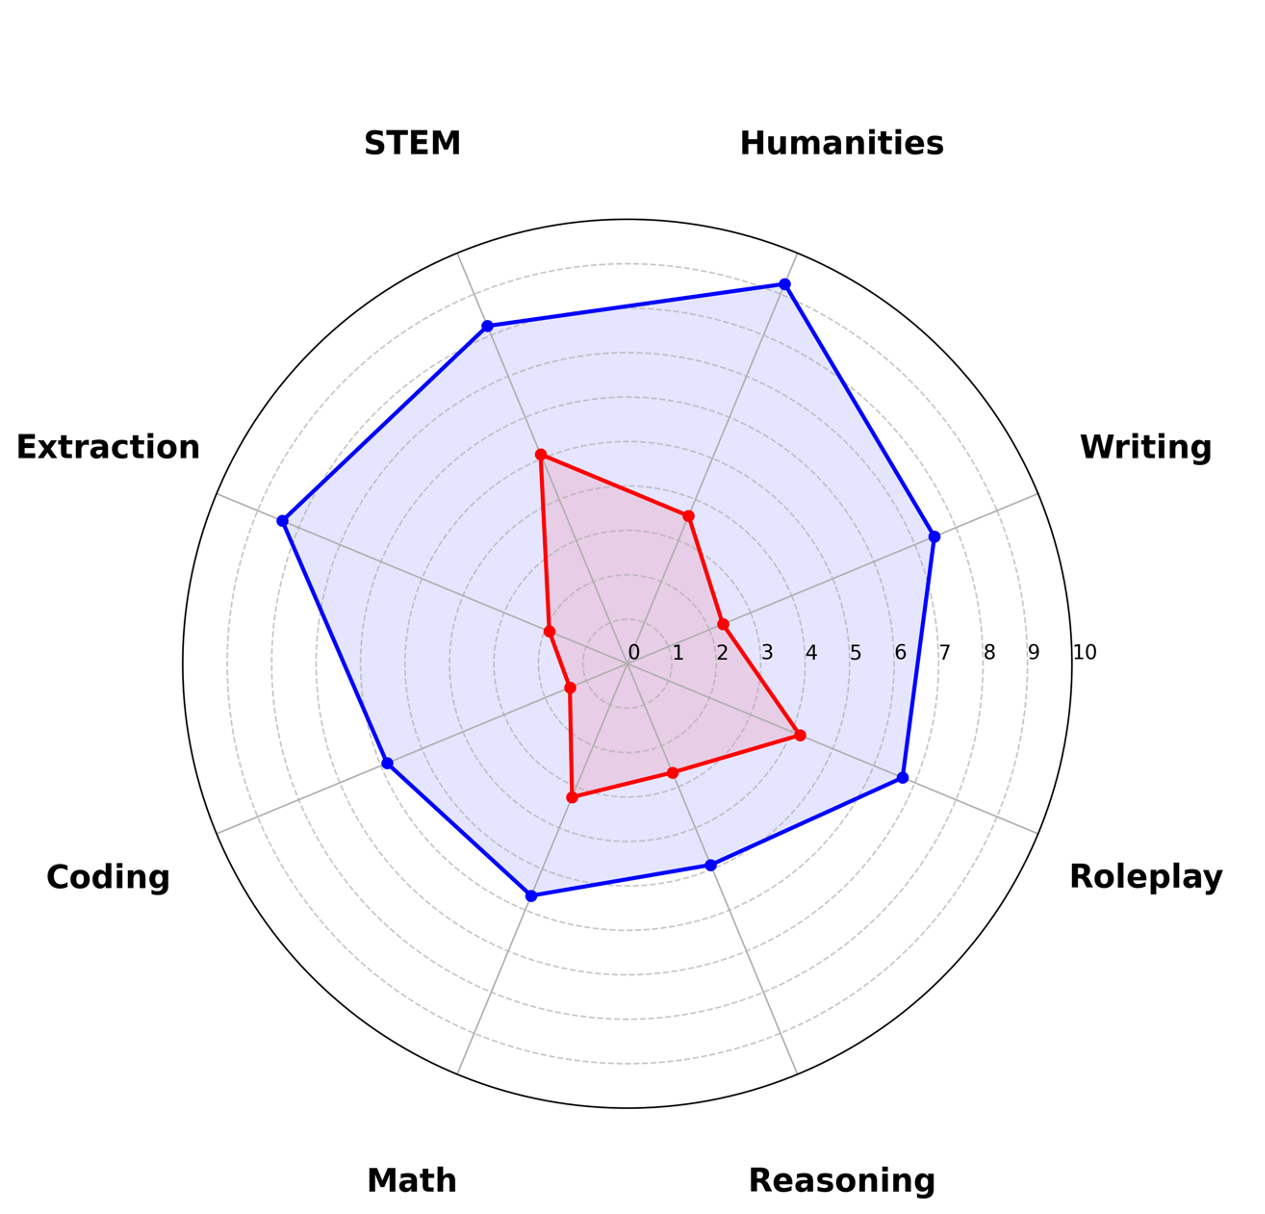 STEM
Humanities
Extraction
Writing
0 1 2 3 4 5 6 7 8 9 10
Coding
Roleplay
Math
Reasoning